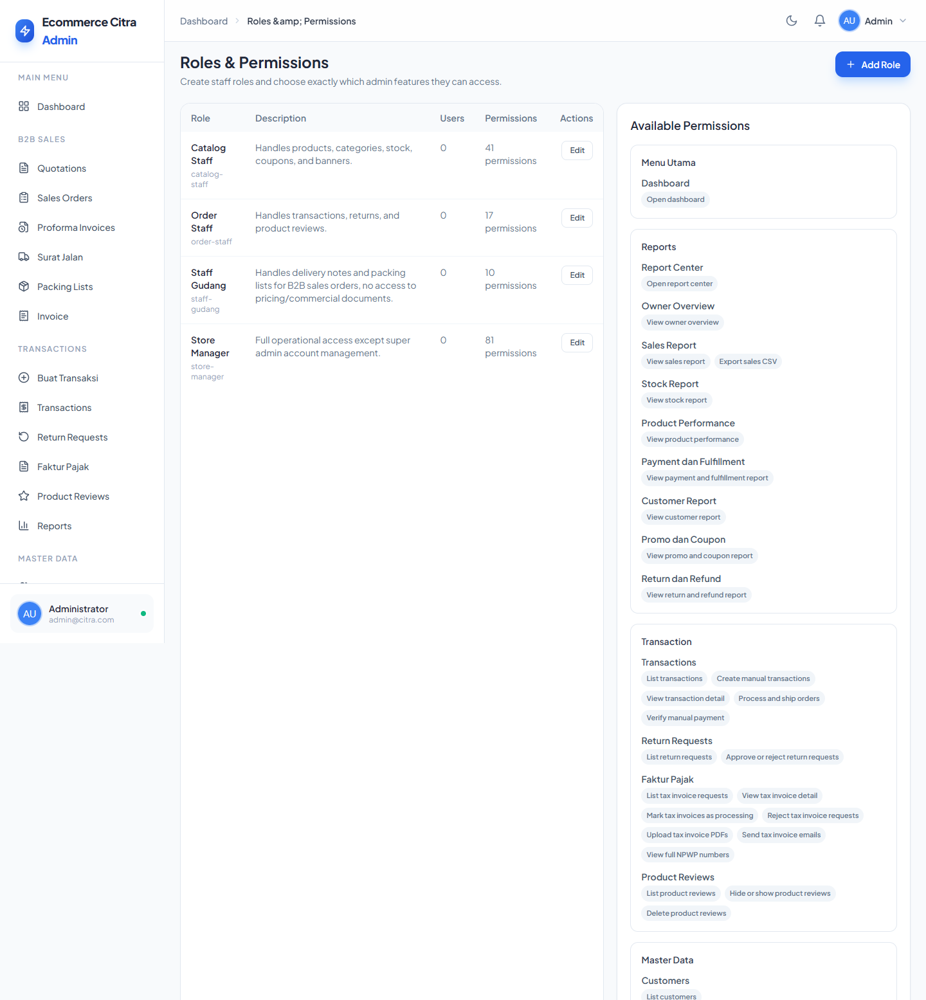 Ecommerce Citra
Admin
MAIN MENU
Dashboard
B2B SALES
Quotations
Sales Orders
Proforma Invoices
Surat Jalan
Packing Lists
Invoice
TRANSACTIONS
Buat Transaksi
Transactions
Return Requests
Faktur Pajak
Product Reviews
Reports
MASTER DATA
AU
Administrator
admin@citra.com
Dashboard
Roles &amp; Permissions
AU
Admin
Roles & Permissions
Create staff roles and choose exactly which admin features they can access.
Add Role
Role Description Users Permissions Actions
Catalog
Staff
catalog-
staff
Handles products, categories, stock,
coupons, and banners.
0
41
permissions
Edit
Order
Staff
order-staff
Handles transactions, returns, and
product reviews.
0
17
permissions
Edit
Staff
Gudang
staff-
gudang
Handles delivery notes and packing
lists for B2B sales orders, no access to
pricing/commercial documents.
0
10
permissions
Edit
Store
Manager
store-
manager
Full operational access except super
admin account management.
0
81
permissions
Edit
Available Permissions
Menu Utama
Dashboard
Open dashboard
Reports
Report Center
Open report center
Owner Overview
View owner overview
Sales Report
View sales report Export sales CSV
Stock Report
View stock report
Product Performance
View product performance
Payment dan Fulfillment
View payment and fulfillment report
Customer Report
View customer report
Promo dan Coupon
View promo and coupon report
Return dan Refund
View return and refund report
Transaction
Transactions
List transactions Create manual transactions
View transaction detail Process and ship orders
Verify manual payment
Return Requests
List return requests Approve or reject return requests
Faktur Pajak
List tax invoice requests View tax invoice detail
Mark tax invoices as processing Reject tax invoice requests
Upload tax invoice PDFs Send tax invoice emails
View full NPWP numbers
Product Reviews
List product reviews Hide or show product reviews
Delete product reviews
Master Data
Customers
List customers